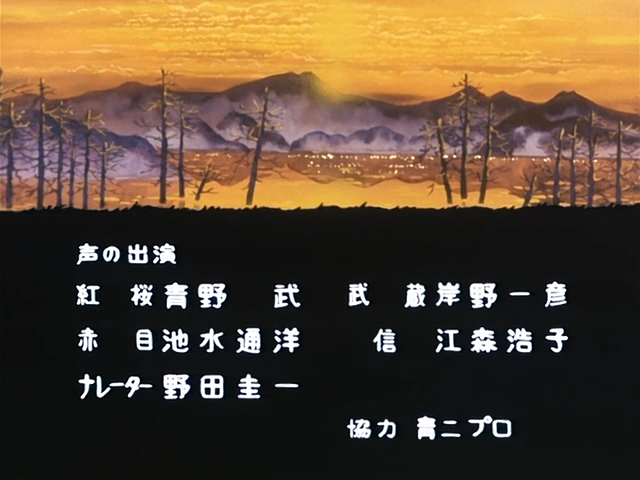 声の出演
紅 桜 青野 武 武 蔵 岸野一彦
赤 目 池水通洋 信 江森浩子
ナレーター 野田圭一
協力 青二プロ